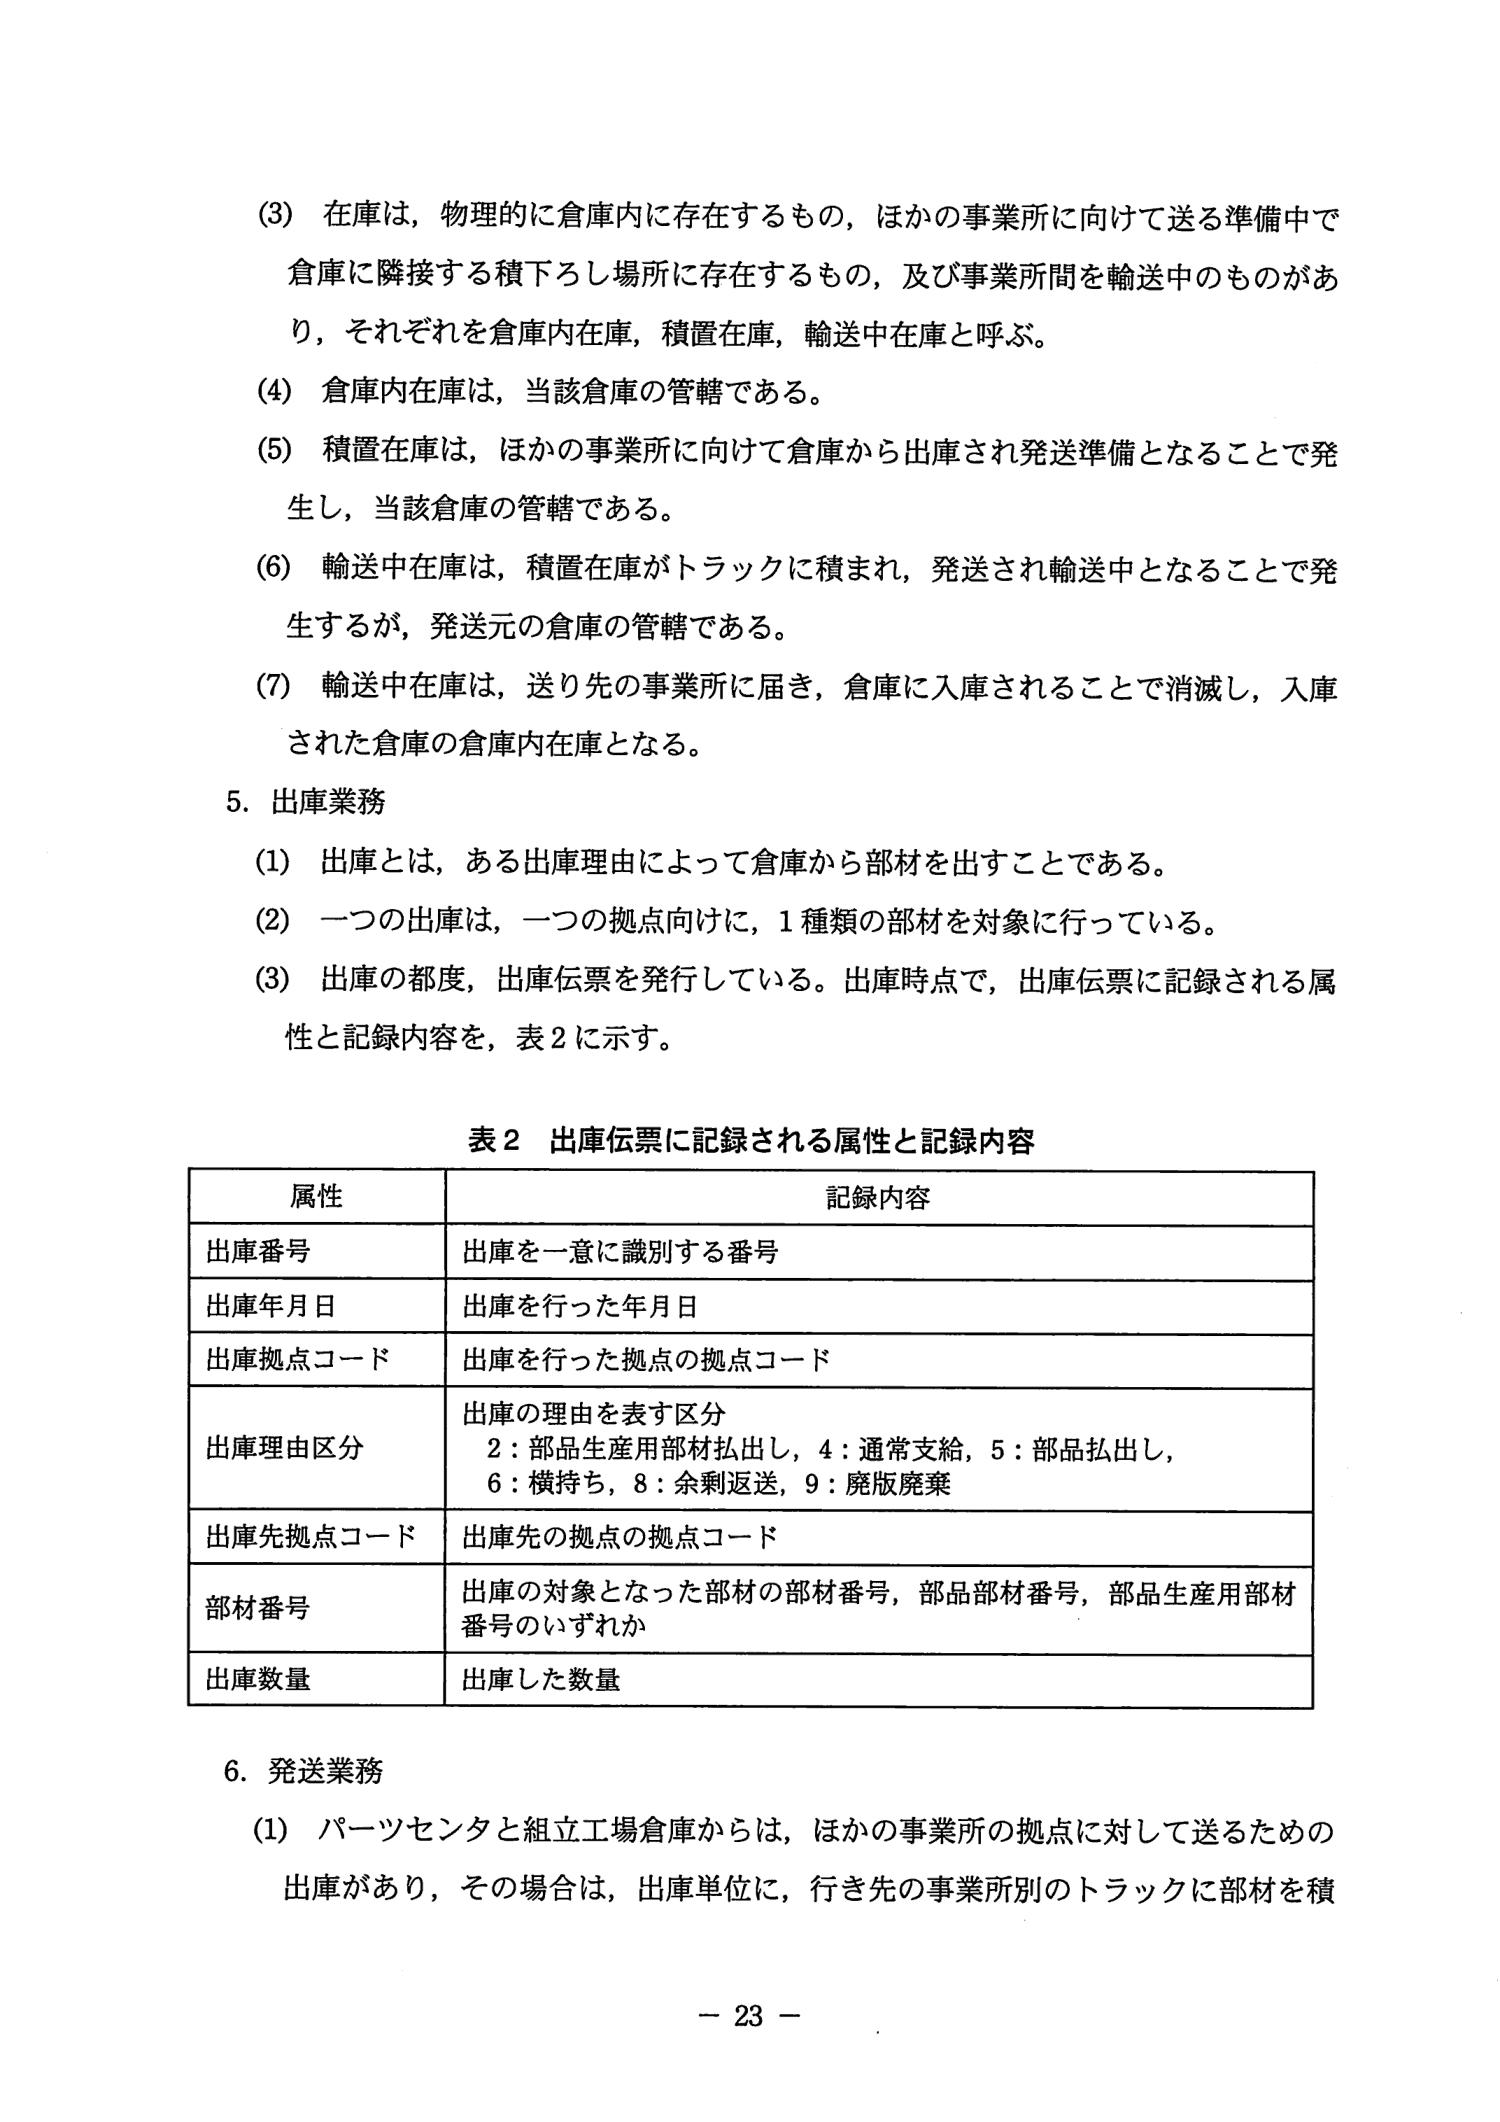 (3) 在庫は，物理的に倉庫内に存在するもの，ほかの事業所に向けて送る準備中で
倉庫に隣接する積下ろし場所に存在するもの，及び事業所間を輸送中のものがあ
り，それぞれを倉庫内在庫，積置在庫，輸送中在庫と呼ぶ。
(4) 倉庫内在庫は，当該倉庫の管轄である。
(5) 積置在庫は，ほかの事業所に向けて倉庫から出庫され発送準備となることで発
生し，当該倉庫の管轄である。
(6) 輸送中在庫は，積置在庫がトラックに積まれ，発送され輸送中となることで発
生するが，発送元の倉庫の管轄である。
(7) 輸送中在庫は，送り先の事業所に届き，倉庫に入庫されることで消滅し，入庫
された倉庫の倉庫内在庫となる。
5. 出庫業務
(1) 出庫とは，ある出庫理由によって倉庫から部材を出すことである。
(2) 一つの出庫は，一つの拠点向けに，1 種類の部材を対象に行っている。
(3) 出庫の都度，出庫伝票を発行している。出庫時点で，出庫伝票に記録される属
性と記録内容を，表 2 に示す。
表 2 出庫伝票に記録される属性と記録内容
属性 記録内容
出庫番号 出庫を一意に識別する番号
出庫年月日 出庫を行った年月日
出庫拠点コード 出庫を行った拠点の拠点コード
出庫理由区分 出庫の理由を表す区分
2：部品生産用部材払出し，4：通常支給，5：部品払出し，
6：横持ち，8：余剰返送，9：廃版廃棄
出庫先拠点コード 出庫先の拠点の拠点コード
部材番号 出庫の対象となった部材の部材番号，部品部材番号，部品生産用部材
番号のいずれか
出庫数量 出庫した数量
6. 発送業務
(1) パーツセンタと組立工場倉庫からは，ほかの事業所の拠点に対して送るための
出庫があり，その場合は，出庫単位に，行き先の事業所別のトラックに部材を積
－ 23 －